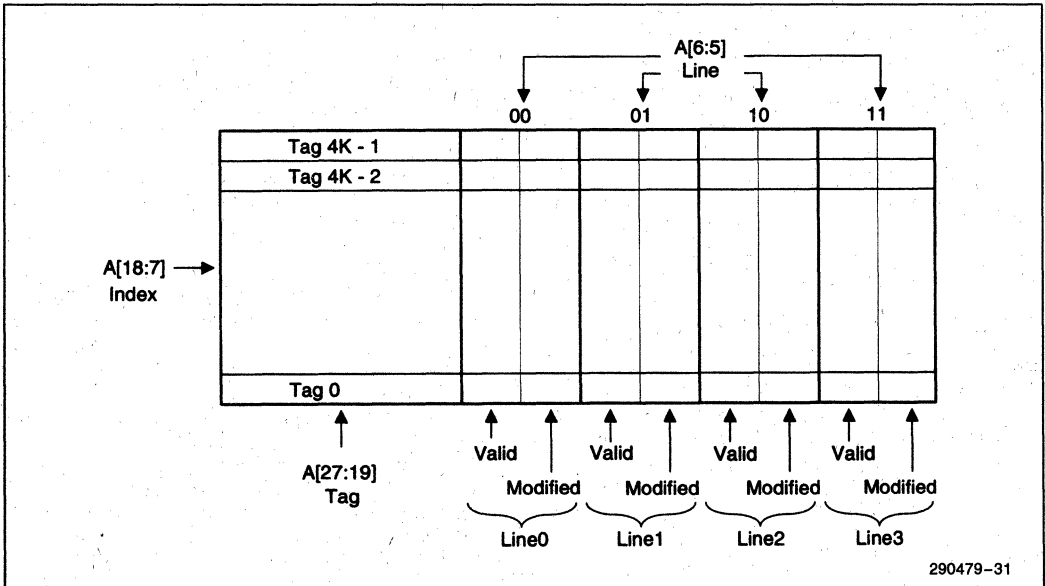 A[6:5]
Line
00 01 10 11
Tag 4K - 1
Tag 4K - 2
A[18:7]
Index
Tag 0
Valid Valid Valid Valid
A[27:19]
Tag
Modified Modified Modified Modified
Line0 Line1 Line2 Line3
290479-31